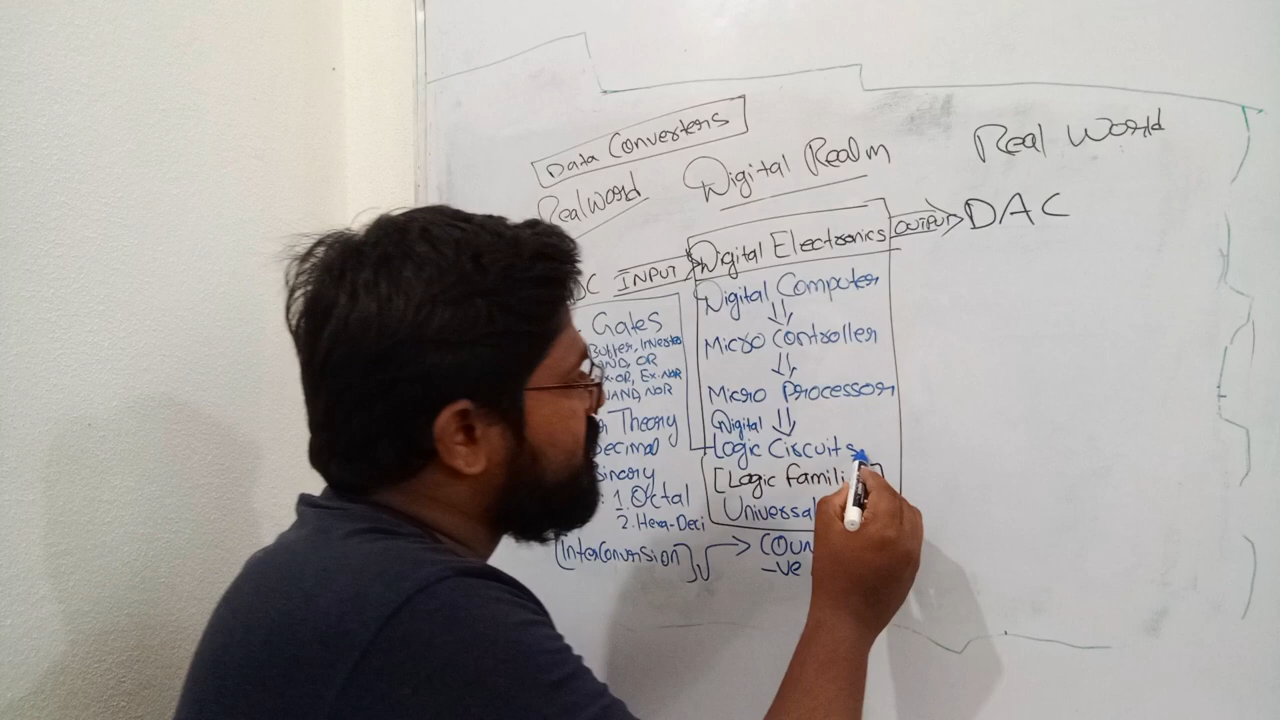 Data Converters
Real Word
Digital Realm
Real World
DC INPUT
Digital Electronics
OUTPUT
DAC
Gates
Buffer, Inverter
AND, OR
Ex-OR, Ex-NOR
NAND, NOR
Theory
Decimal
Binary
1. Octal
2. Hexa-Deci
[Interconversion]
Digital Computer
Micro Controller
Micro Processor
Digital
Logic Circuits
[Logic famili ]
Universal
-ve